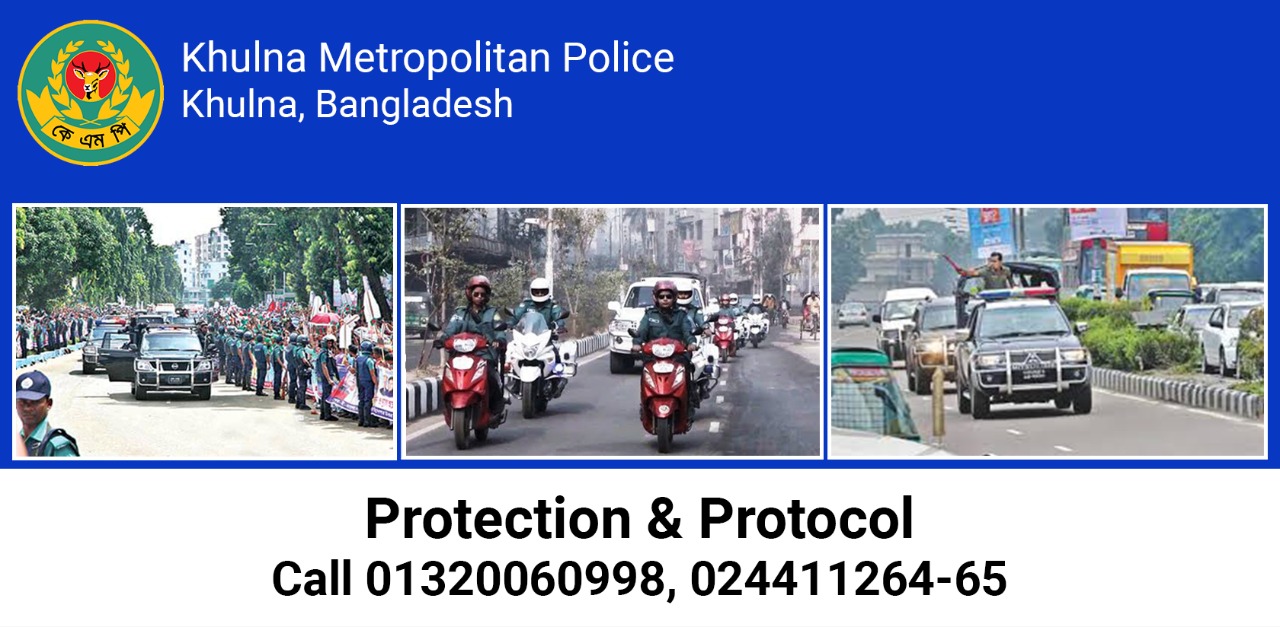 Khulna Metropolitan Police
Khulna, Bangladesh
কে এম পি
Protection & Protocol
Call 01320060998, 024411264-65